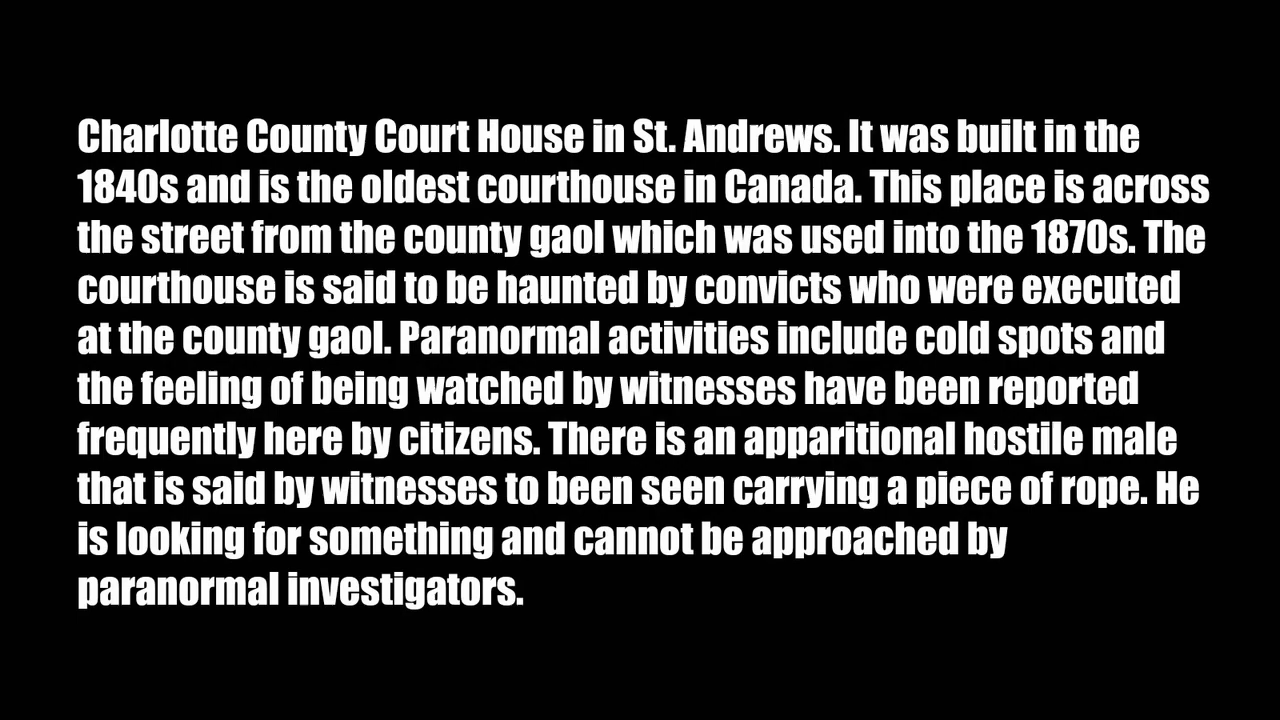 Charlotte County Court House in St. Andrews. It was built in the
1840s and is the oldest courthouse in Canada. This place is across
the street from the county gaol which was used into the 1870s. The
courthouse is said to be haunted by convicts who were executed
at the county gaol. Paranormal activities include cold spots and
the feeling of being watched by witnesses have been reported
frequently here by citizens. There is an apparitional hostile male
that is said by witnesses to been seen carrying a piece of rope. He
is looking for something and cannot be approached by
paranormal investigators.